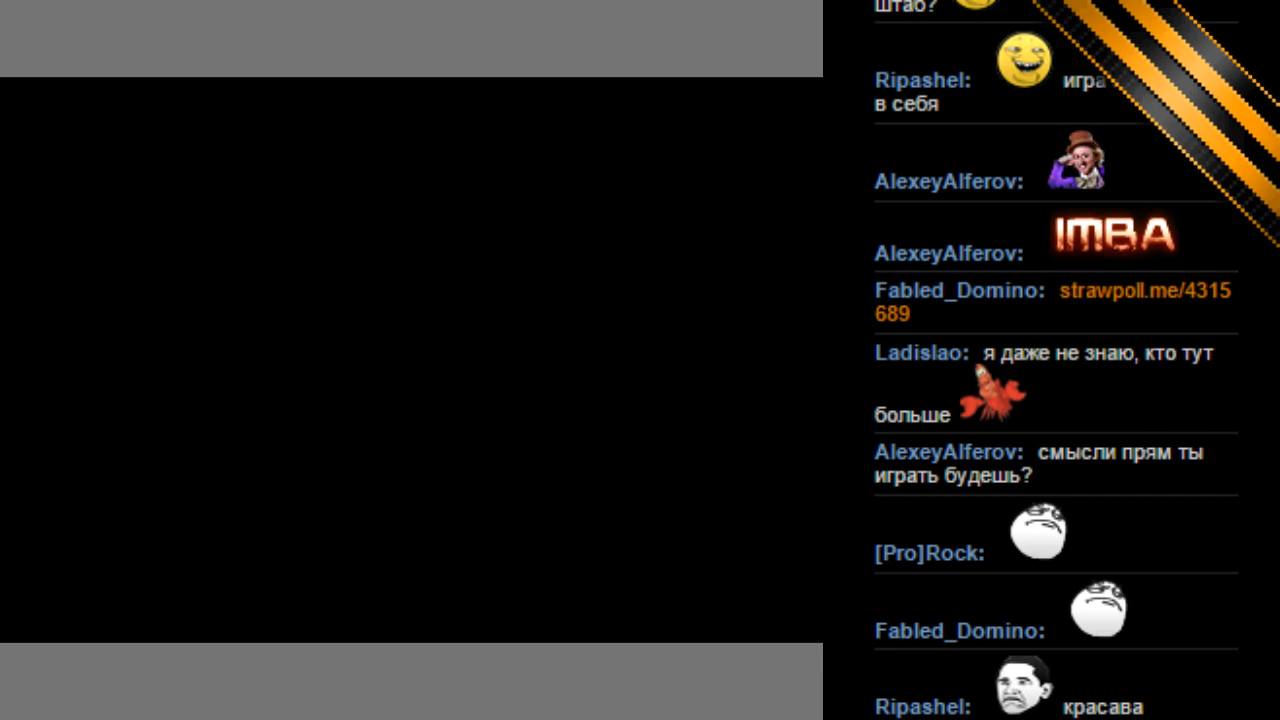 штаб?
Ripashel: игра
в себя
AlexeyAlferov:
AlexeyAlferov: IMBA
Fabled_Domino: strawpoll.me/4315
689
Ladislao: я даже не знаю, кто тут
больше
AlexeyAlferov: смысли прям ты
играть будешь?
[Pro]Rock:
Fabled_Domino:
Ripashel: красава